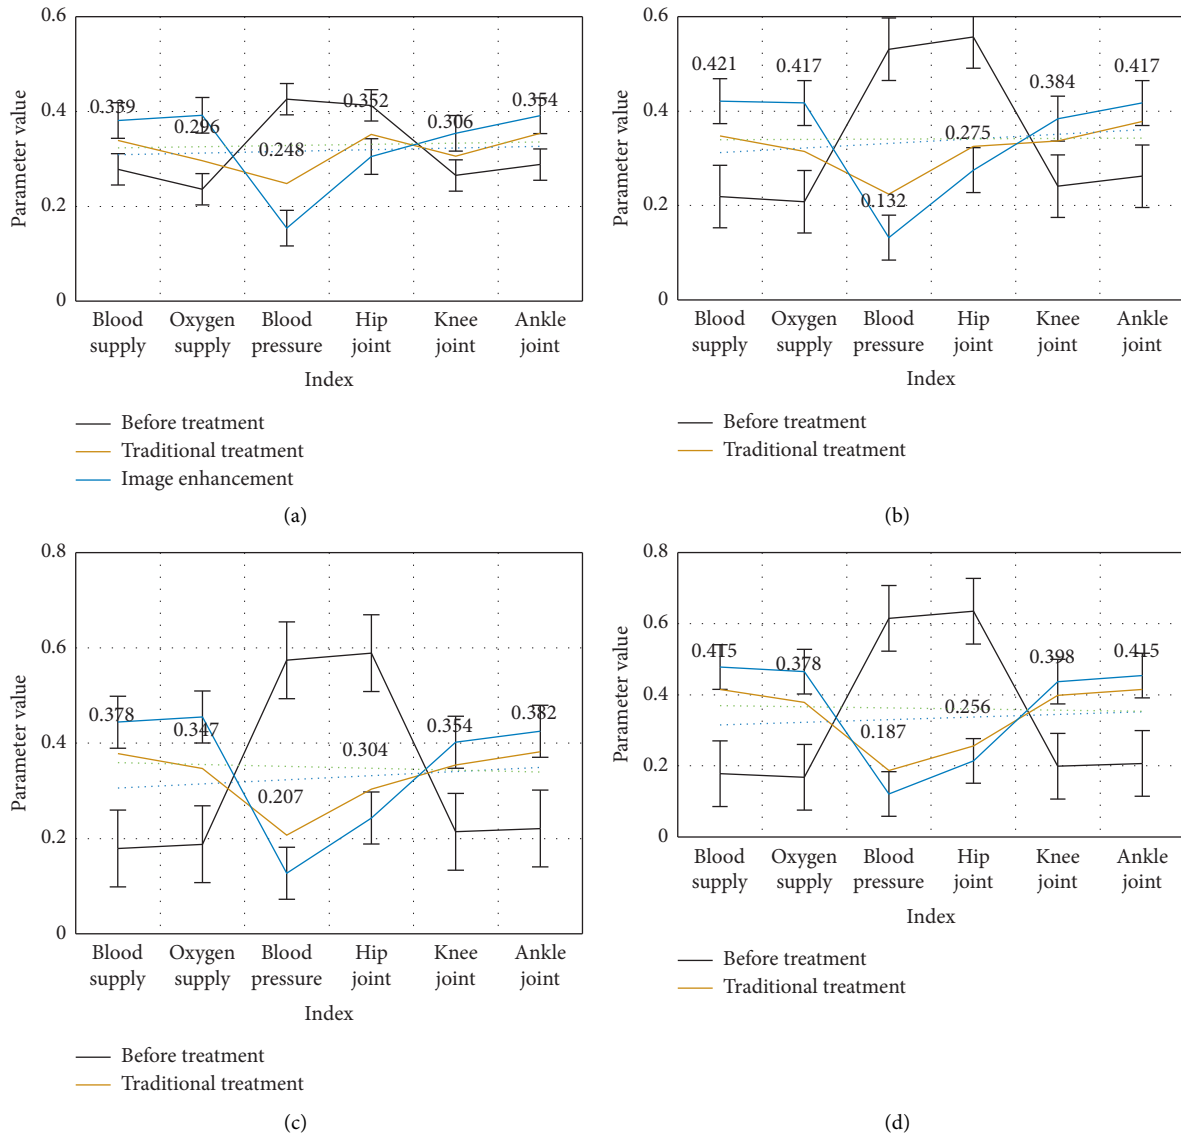 0.6
0.4
0.2
0
Parameter value
0.339
0.296
0.248
0.352
0.306
0.354
Blood supply
Oxygen supply
Blood pressure
Hip joint
Knee joint
Ankle joint
Index
Before treatment
Traditional treatment
Image enhancement
(a)
0.6
0.4
0.2
0
Parameter value
0.421
0.417
0.132
0.275
0.384
0.417
Blood supply
Oxygen supply
Blood pressure
Hip joint
Knee joint
Ankle joint
Index
Before treatment
Traditional treatment
(b)
0.8
0.6
0.4
0.2
0
Parameter value
0.378
0.347
0.207
0.304
0.354
0.382
Blood supply
Oxygen supply
Blood pressure
Hip joint
Knee joint
Ankle joint
Index
Before treatment
Traditional treatment
(c)
0.8
0.6
0.4
0.2
0
Parameter value
0.415
0.378
0.187
0.256
0.398
0.415
Blood supply
Oxygen supply
Blood pressure
Hip joint
Knee joint
Ankle joint
Index
Before treatment
Traditional treatment
(d)